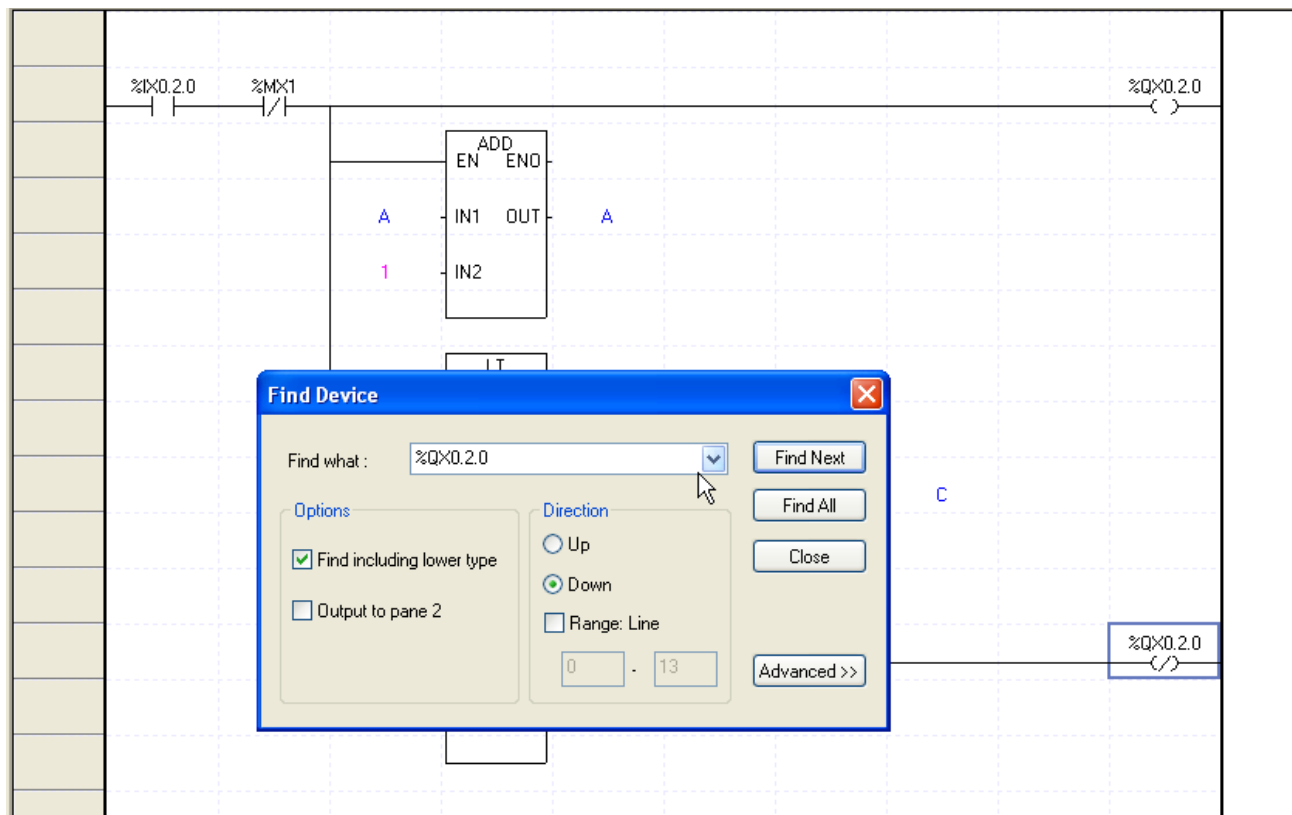 %IX0.2.0 %MX1 %QX0.2.0
ADD
EN ENO
A IN1 OUT A
1 IN2
LT
Find Device
Find what : %QX0.2.0 Find Next
Options Direction Find All
C
Find including lower type Up Close
Output to pane 2 Down
Range: Line
%QX0.2.0
0 - 13 Advanced >>